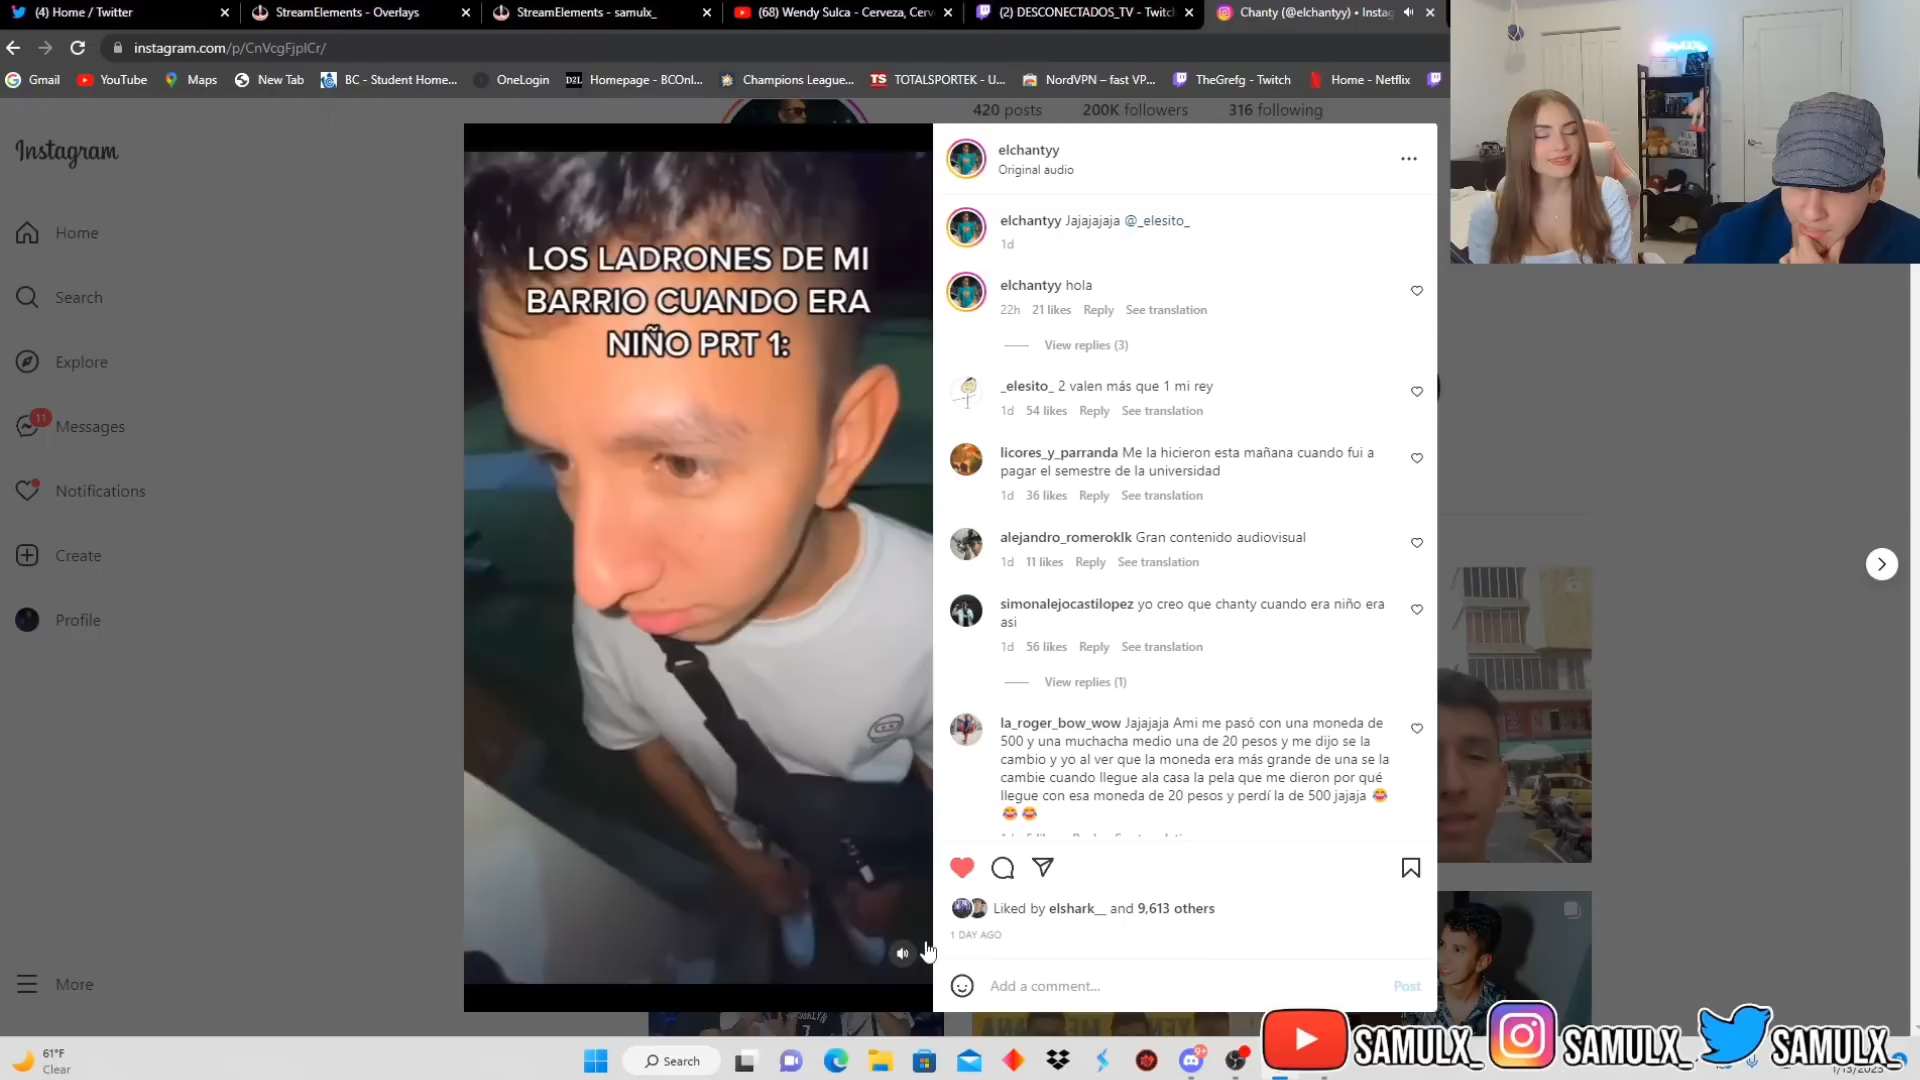 (4) Home / Twitter
StreamElements - Overlays
StreamElements - samulx_
(68) Wendy Sulca - Cerveza, Cerv
(2) DESCONECTADOS_TV - Twitch
Chanty (@elchantyy) • Instag
instagram.com/p/CnVcgFjpICr/
Gmail
YouTube
Maps
New Tab
BC - Student Home...
OneLogin
D2L
Homepage - BCOnl...
Champions League...
TS
TOTALSPORTEK - U...
NordVPN – fast VP...
TheGrefg - Twitch
Home - Netflix
420 posts
200K followers
316 following
Instagram
Home
Search
Explore
11
Messages
Notifications
Create
Profile
More
LOS LADRONES DE MI
BARRIO CUANDO ERA
NIÑO PRT 1:
elchantyy
Original audio
elchantyy Jajajajaja @_elesito_
1d
elchantyy hola
22h 21 likes Reply See translation
View replies (3)
_elesito_ 2 valen más que 1 mi rey
1d 54 likes Reply See translation
licores_y_parranda Me la hicieron esta mañana cuando fui a
pagar el semestre de la universidad
1d 36 likes Reply See translation
alejandro_romeroklk Gran contenido audiovisual
1d 11 likes Reply See translation
simonalejocastilopez yo creo que chanty cuando era niño era
asi
1d 56 likes Reply See translation
View replies (1)
la_roger_bow_wow Jajajaja Ami me pasó con una moneda de
500 y una muchacha medio una de 20 pesos y me dijo se la
cambio y yo al ver que la moneda era más grande de una se la
cambie cuando llegue ala casa la pela que me dieron por qué
llegue con esa moneda de 20 pesos y perdí la de 500 jajaja 😂
😂 😂
Liked by elshark__ and 9,613 others
1 DAY AGO
Add a comment...
Post
SAMULX_
SAMULX_
SAMULX_
61°F
Clear
Search